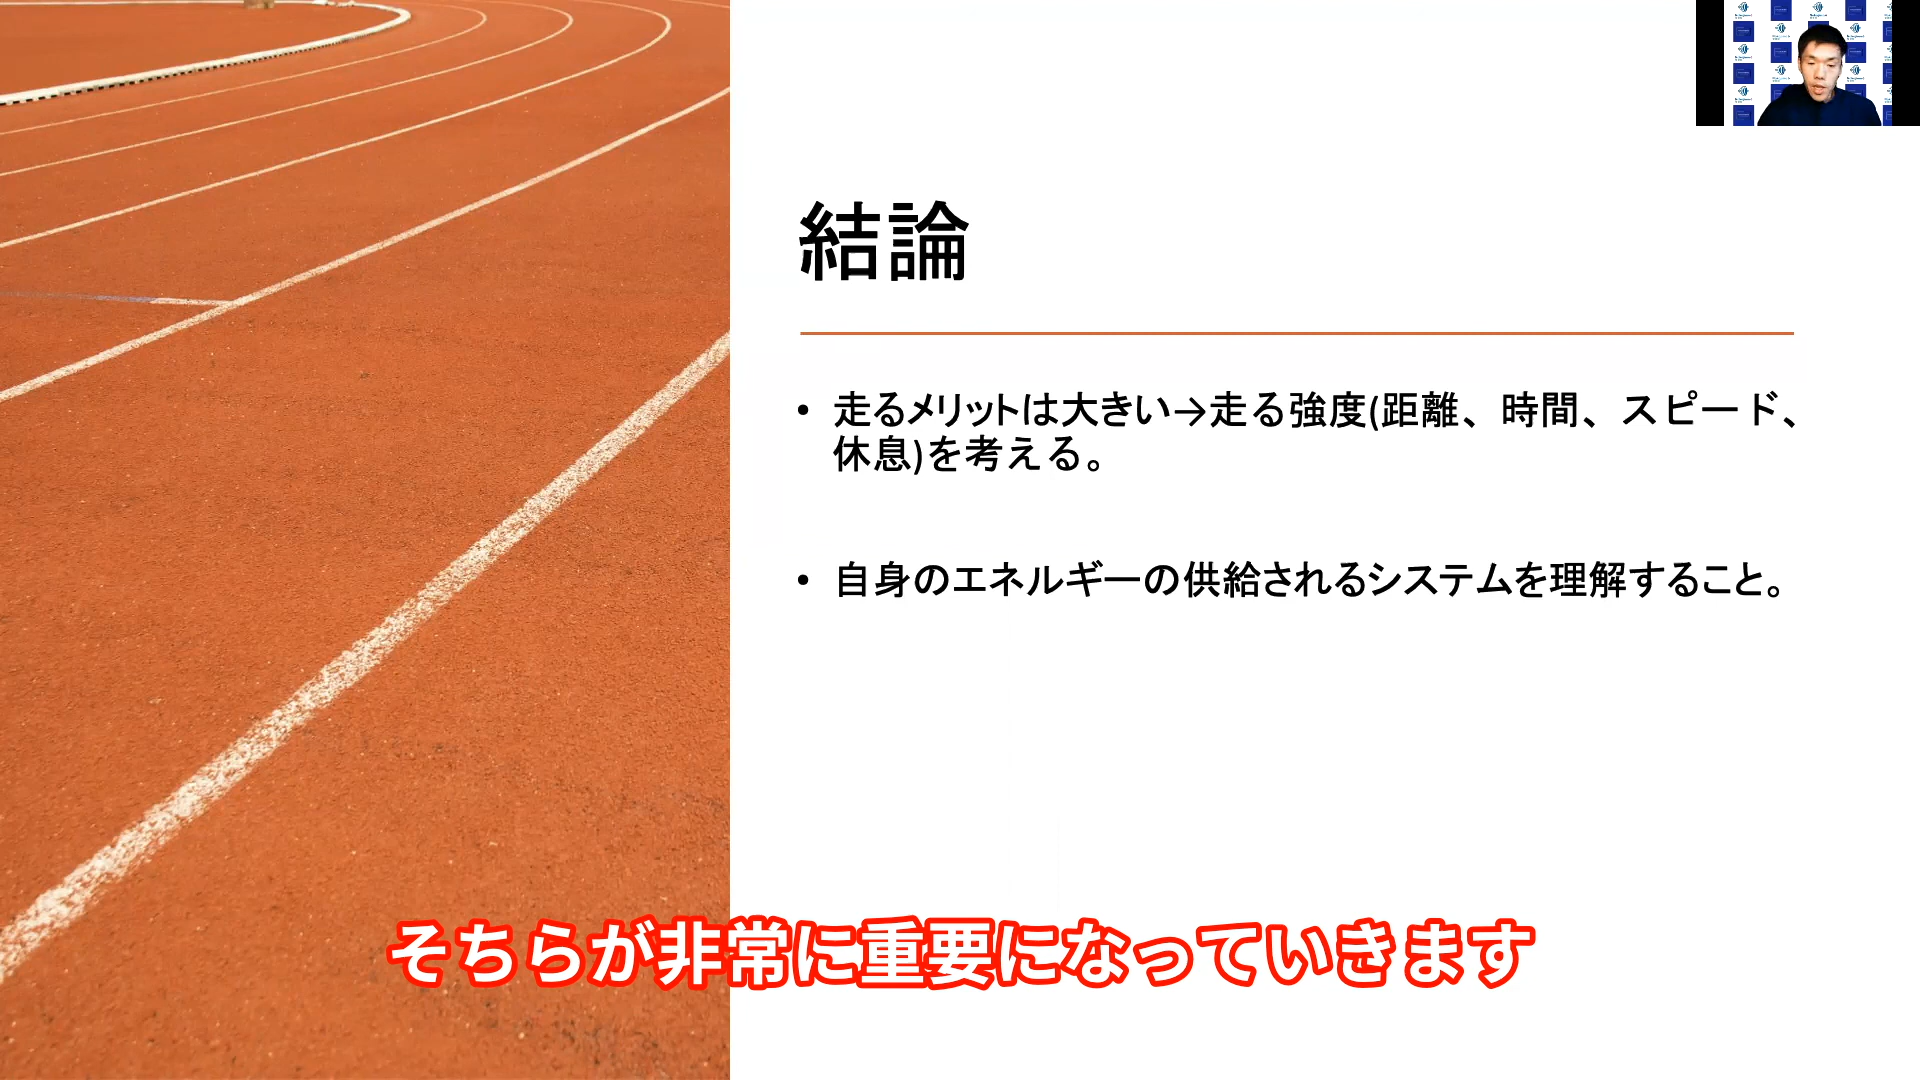 結論
• 走るメリットは大きい→走る強度(距離、時間、スピード、
休息)を考える。
• 自身のエネルギーの供給されるシステムを理解すること。
そちらが非常に重要になっていきます